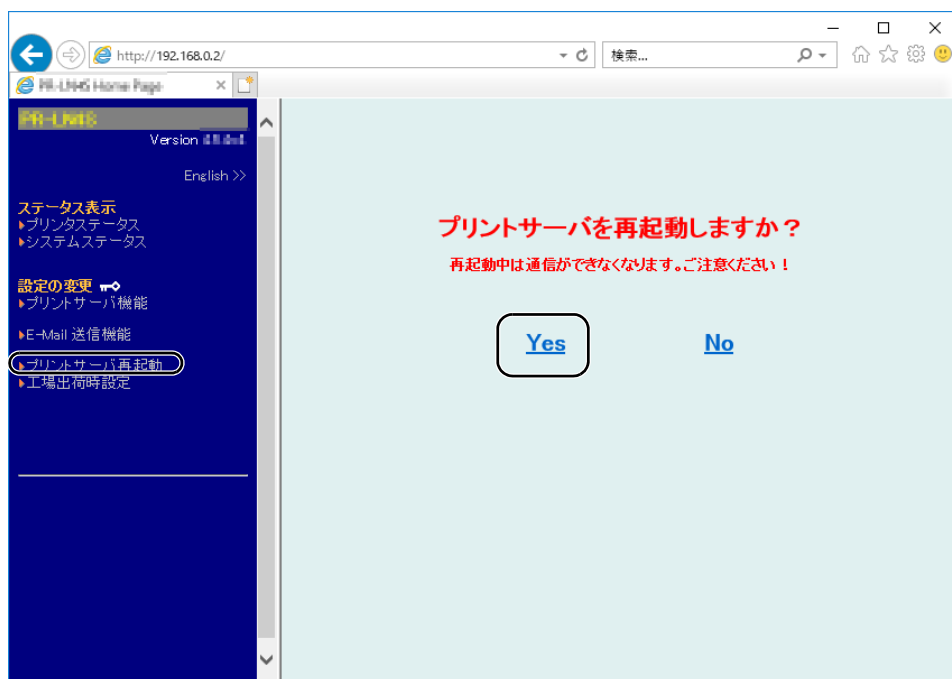 http://192.168.0.2/
検索...
Version
English >>
ステータス表示
プリンタステータス
システムステータス
設定の変更
プリントサーバ機能
E-Mail 送信機能
プリントサーバ再起動
工場出荷時設定
プリントサーバを再起動しますか？
再起動中は通信ができなくなります。ご注意ください！
Yes
No